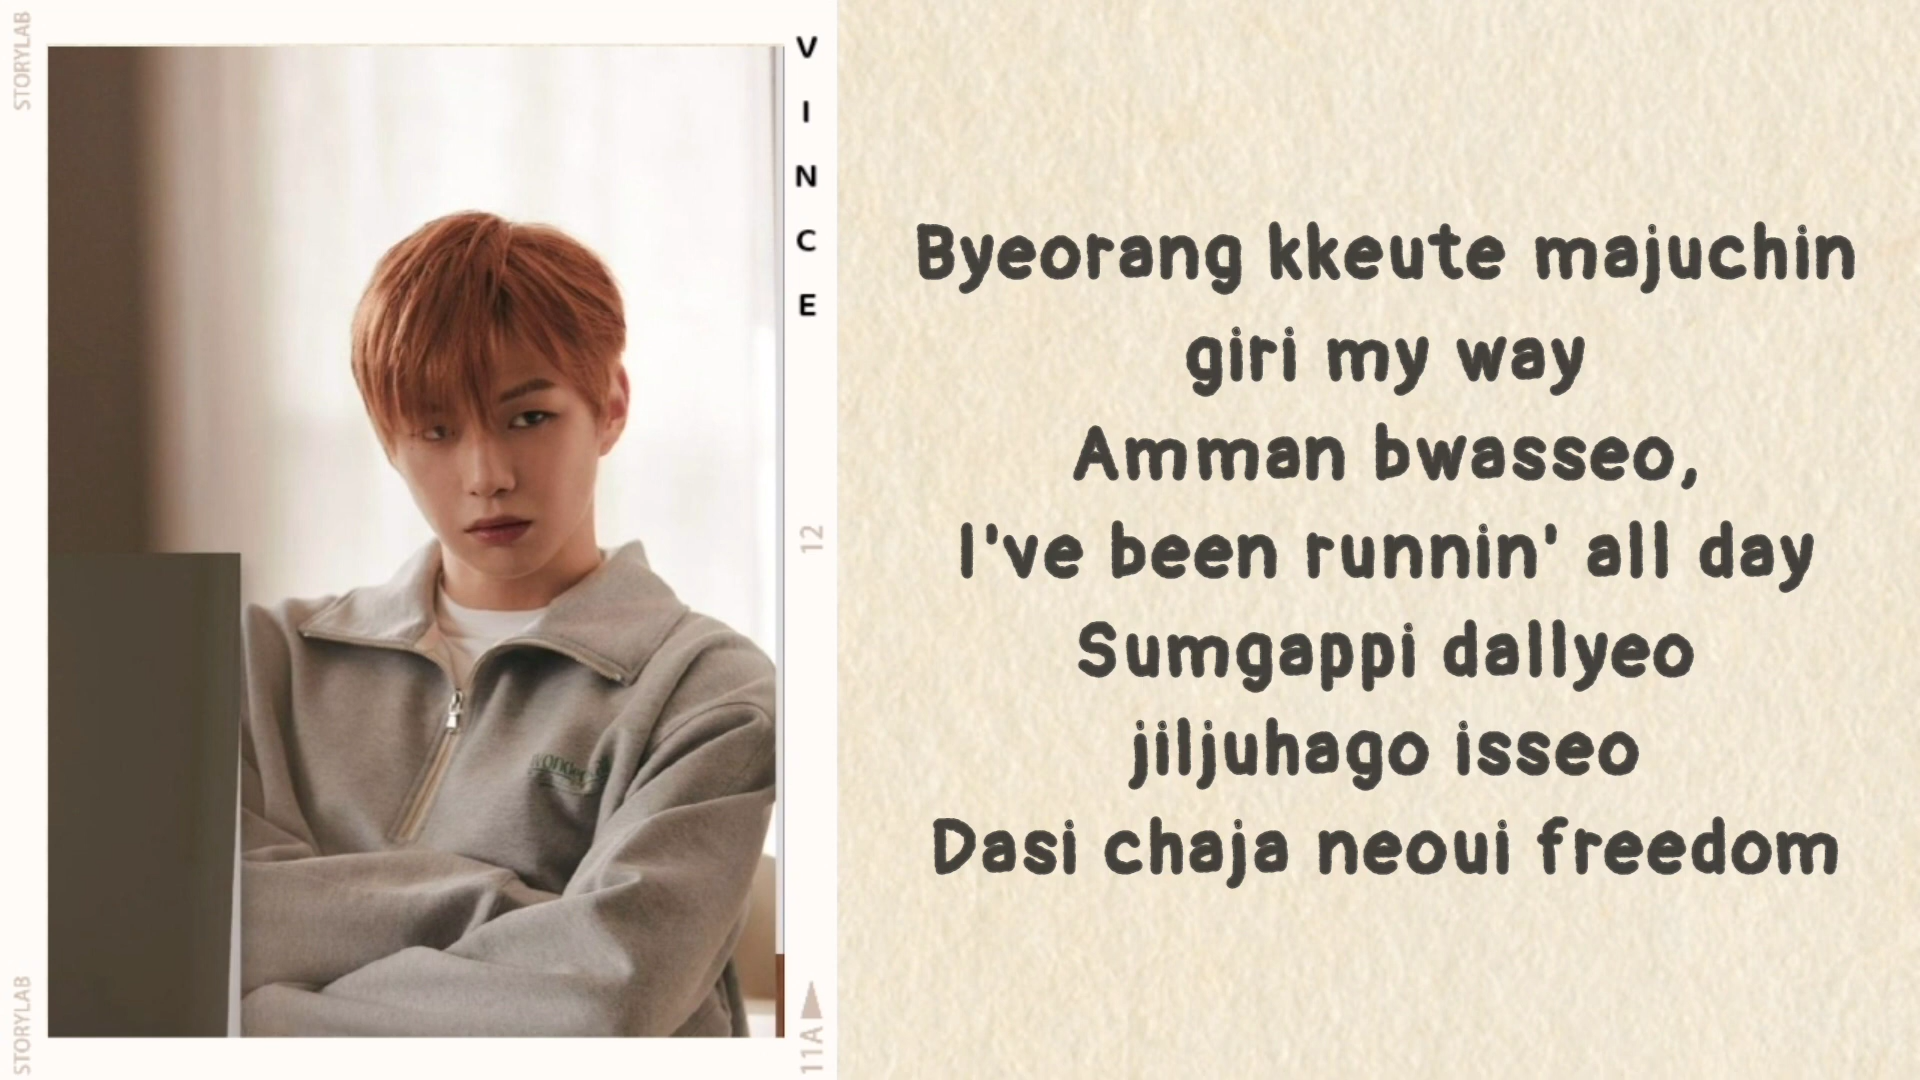 STORYLAB
V
I
N
C
E
12
11A
STORYLAB
Byeorang kkeute majuchin
giri my way
Amman bwasseo,
I've been runnin' all day
Sumgappi dallyeo
jiljuhago isseo
Dasi chaja neoui freedom